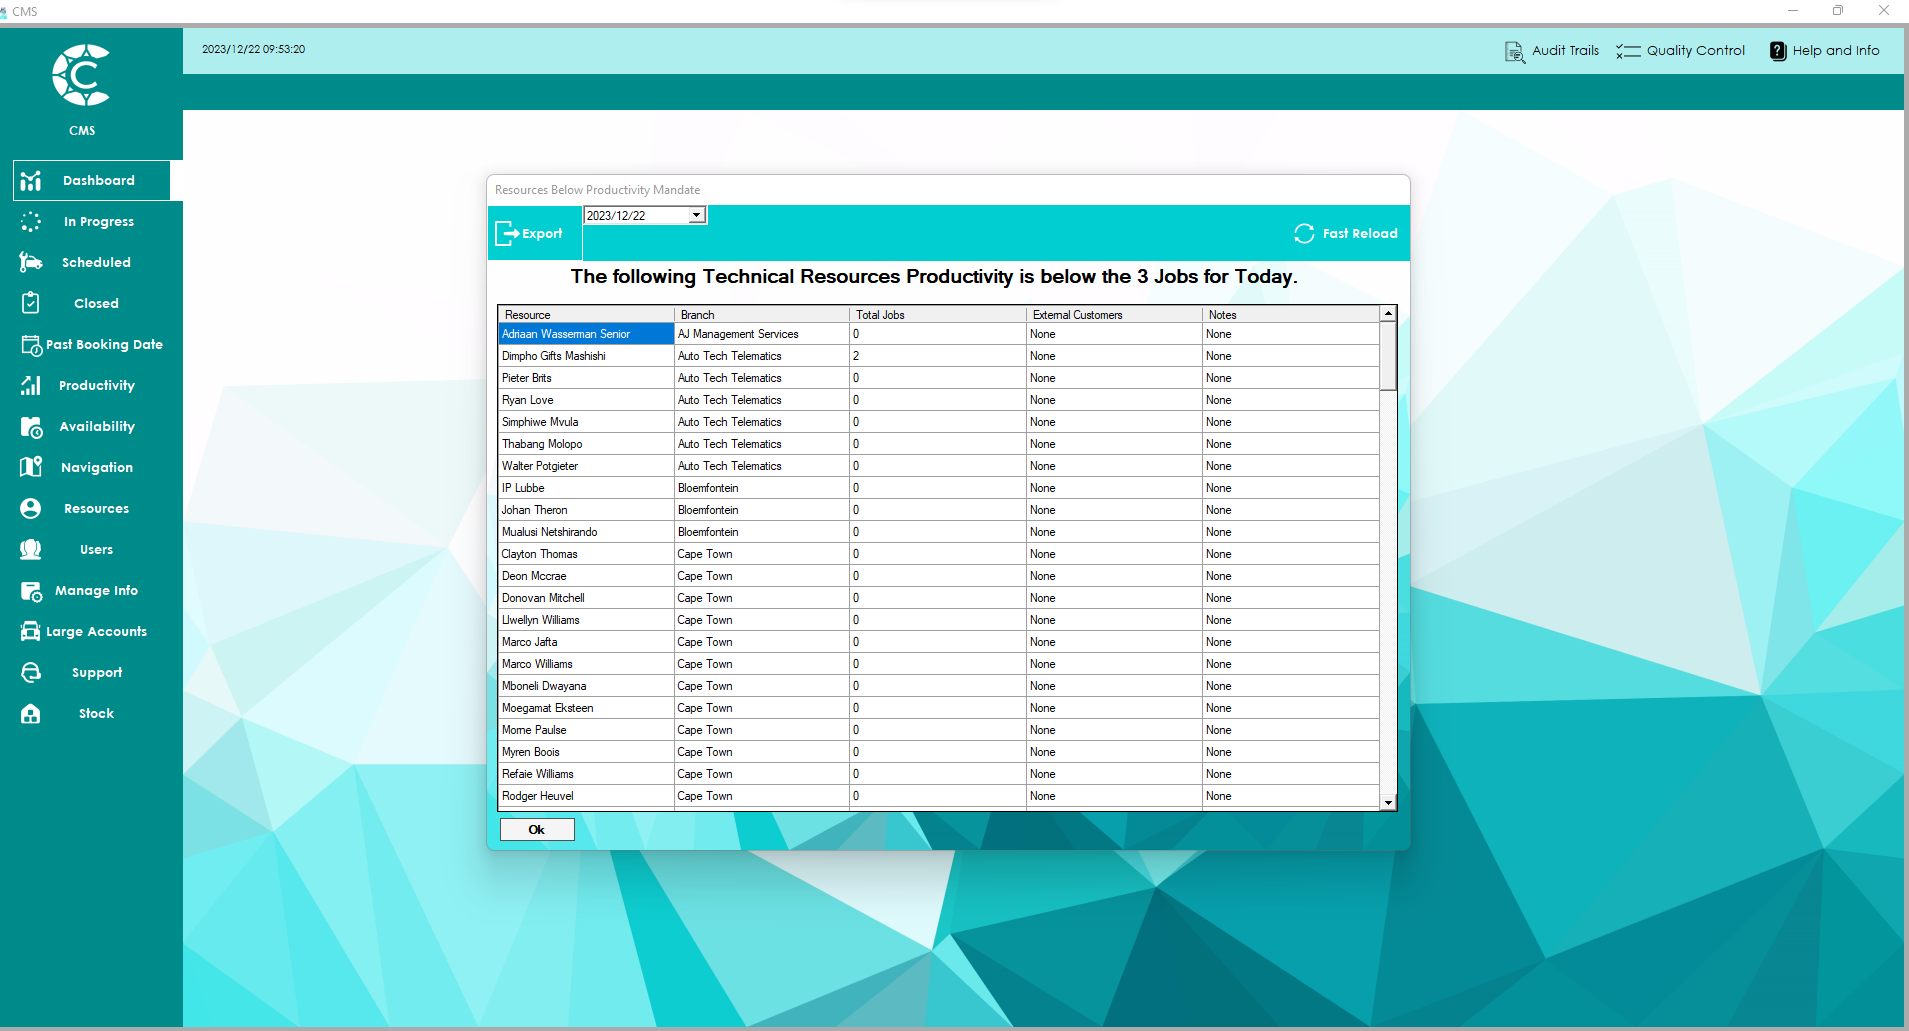 CMS
2023/12/22 09:53:20
Audit Trails
Quality Control
Help and Info
C
CMS
Dashboard
In Progress
Scheduled
Closed
Past Booking Date
Productivity
Availability
Navigation
Resources
Users
Manage Info
Large Accounts
Support
Stock
Resources Below Productivity Mandate
Export
2023/12/22
Fast Reload
The following Technical Resources Productivity is below the 3 Jobs for Today.
Resource Branch Total Jobs External Customers Notes
Adriaan Wasserman Senior AJ Management Services 0 None None
Dimpho Gifts Mashishi Auto Tech Telematics 2 None None
Pieter Brits Auto Tech Telematics 0 None None
Ryan Love Auto Tech Telematics 0 None None
Simphiwe Mvula Auto Tech Telematics 0 None None
Thabang Molopo Auto Tech Telematics 0 None None
Walter Potgieter Auto Tech Telematics 0 None None
IP Lubbe Bloemfontein 0 None None
Johan Theron Bloemfontein 0 None None
Mualusi Netshirando Bloemfontein 0 None None
Clayton Thomas Cape Town 0 None None
Deon Mccrae Cape Town 0 None None
Donovan Mitchell Cape Town 0 None None
Llwellyn Williams Cape Town 0 None None
Marco Jafta Cape Town 0 None None
Marco Williams Cape Town 0 None None
Mboneli Dwayana Cape Town 0 None None
Moegamat Eksteen Cape Town 0 None None
Morne Paulse Cape Town 0 None None
Myren Boois Cape Town 0 None None
Refaie Williams Cape Town 0 None None
Rodger Heuvel Cape Town 0 None None
Ok